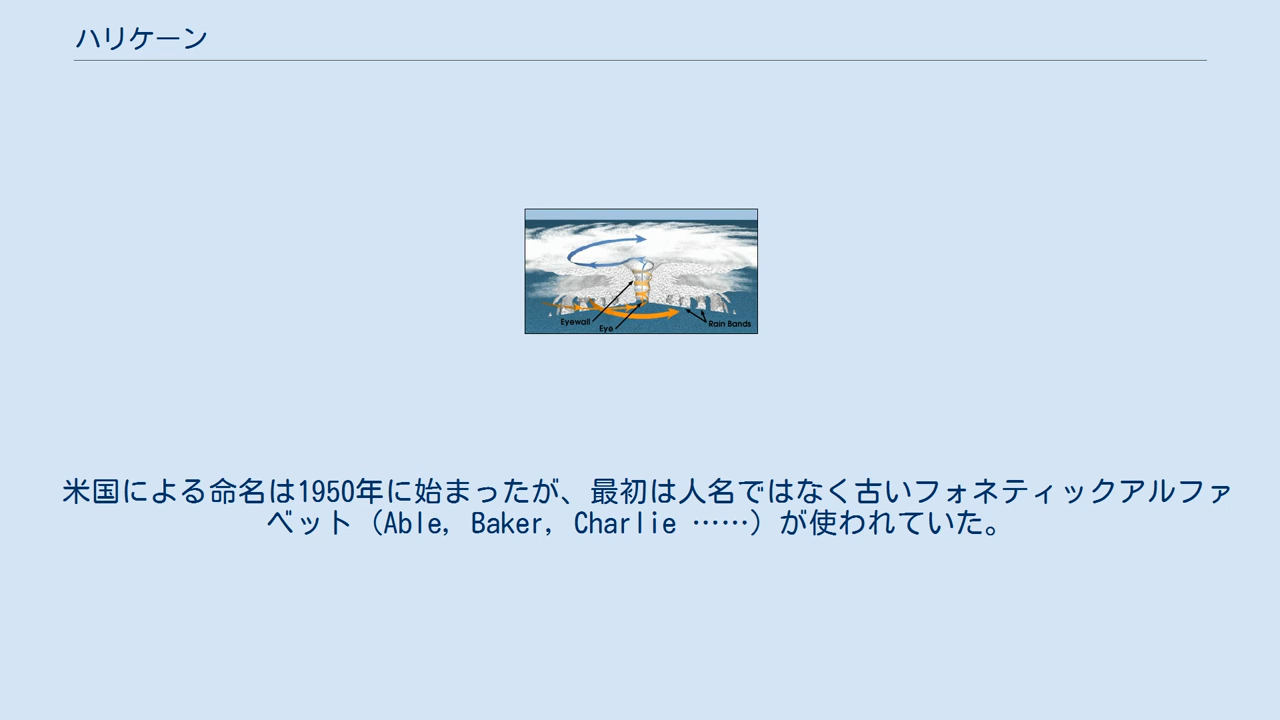 ハリケーン
Eyewall
Eye
Rain Bands
米国による命名は1950年に始まったが、最初は人名ではなく古いフォネティックアルファ
ベット（Able, Baker, Charlie ……）が使われていた。